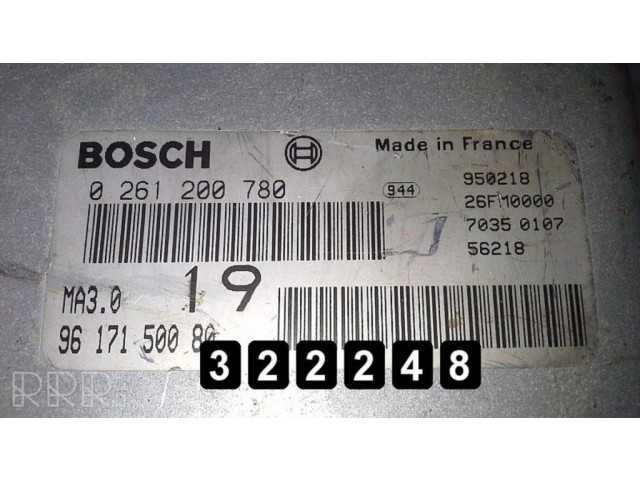 BOSCH
Made in France
0 261 200 780
944
950218
26FM0000
7035 0107
56218
MA3.0
19
96 171 500 80
322248
RRR.